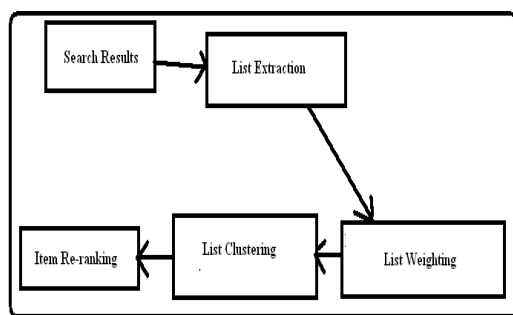 Search Results
List Extraction
List Weighting
List Clustering
Item Re-ranking